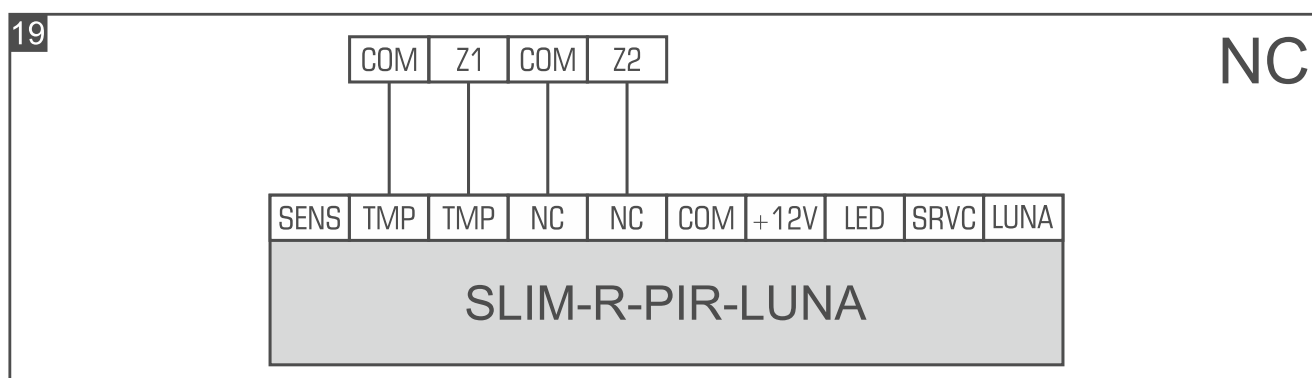 19
NC
COM Z1 COM Z2
SENS TMP TMP NC NC COM +12V LED SRVC LUNA
SLIM-R-PIR-LUNA